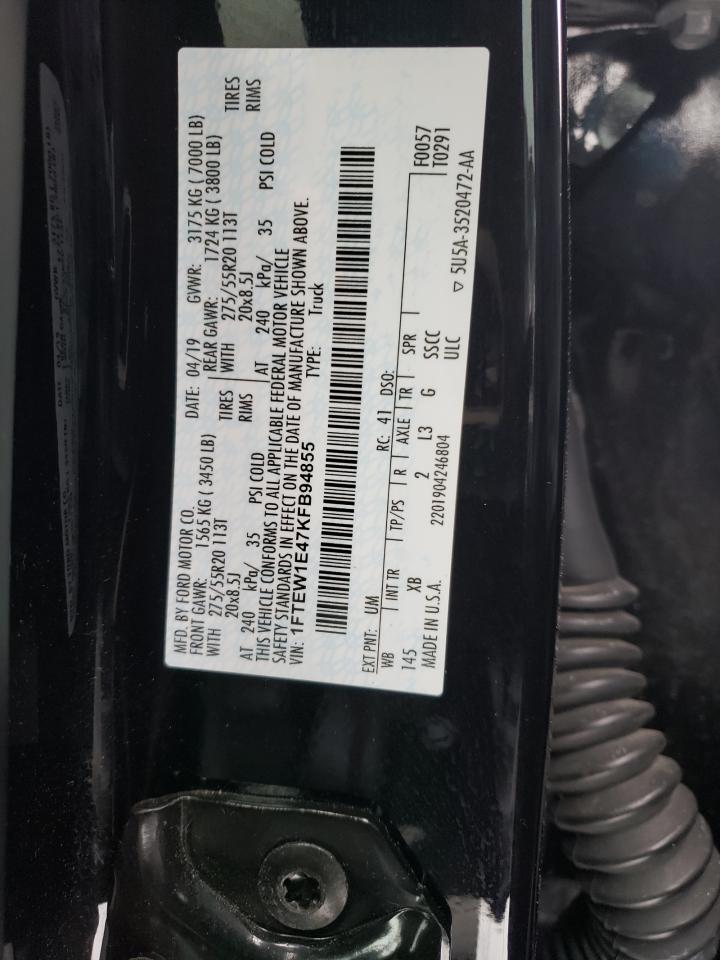 MFD. BY FORD MOTOR CO.
DATE: 04/19 GVWR: 3175 KG ( 7000 LB)
FRONT GAWR: 1565 KG ( 3450 LB) REAR GAWR: 1724 KG ( 3800 LB)
WITH 275/55R20 113T TIRES WITH 275/55R20 113T TIRES
20x8.5J RIMS 20x8.5J RIMS
AT 240 kPa/ 35 PSI COLD AT 240 kPa/ 35 PSI COLD
THIS VEHICLE CONFORMS TO ALL APPLICABLE FEDERAL MOTOR VEHICLE
SAFETY STANDARDS IN EFFECT ON THE DATE OF MANUFACTURE SHOWN ABOVE.
VIN: 1FTEW1E47KFB94855 TYPE: Truck
EXT PNT: UM RC: 41 DSO: F0057
WB INT TR TP/PS R AXLE TR SPR T0291
145 XB 2 L3 G SSCC
MADE IN U.S.A. 2201904246804 ULC ▽ 5U5A-3520472-AA